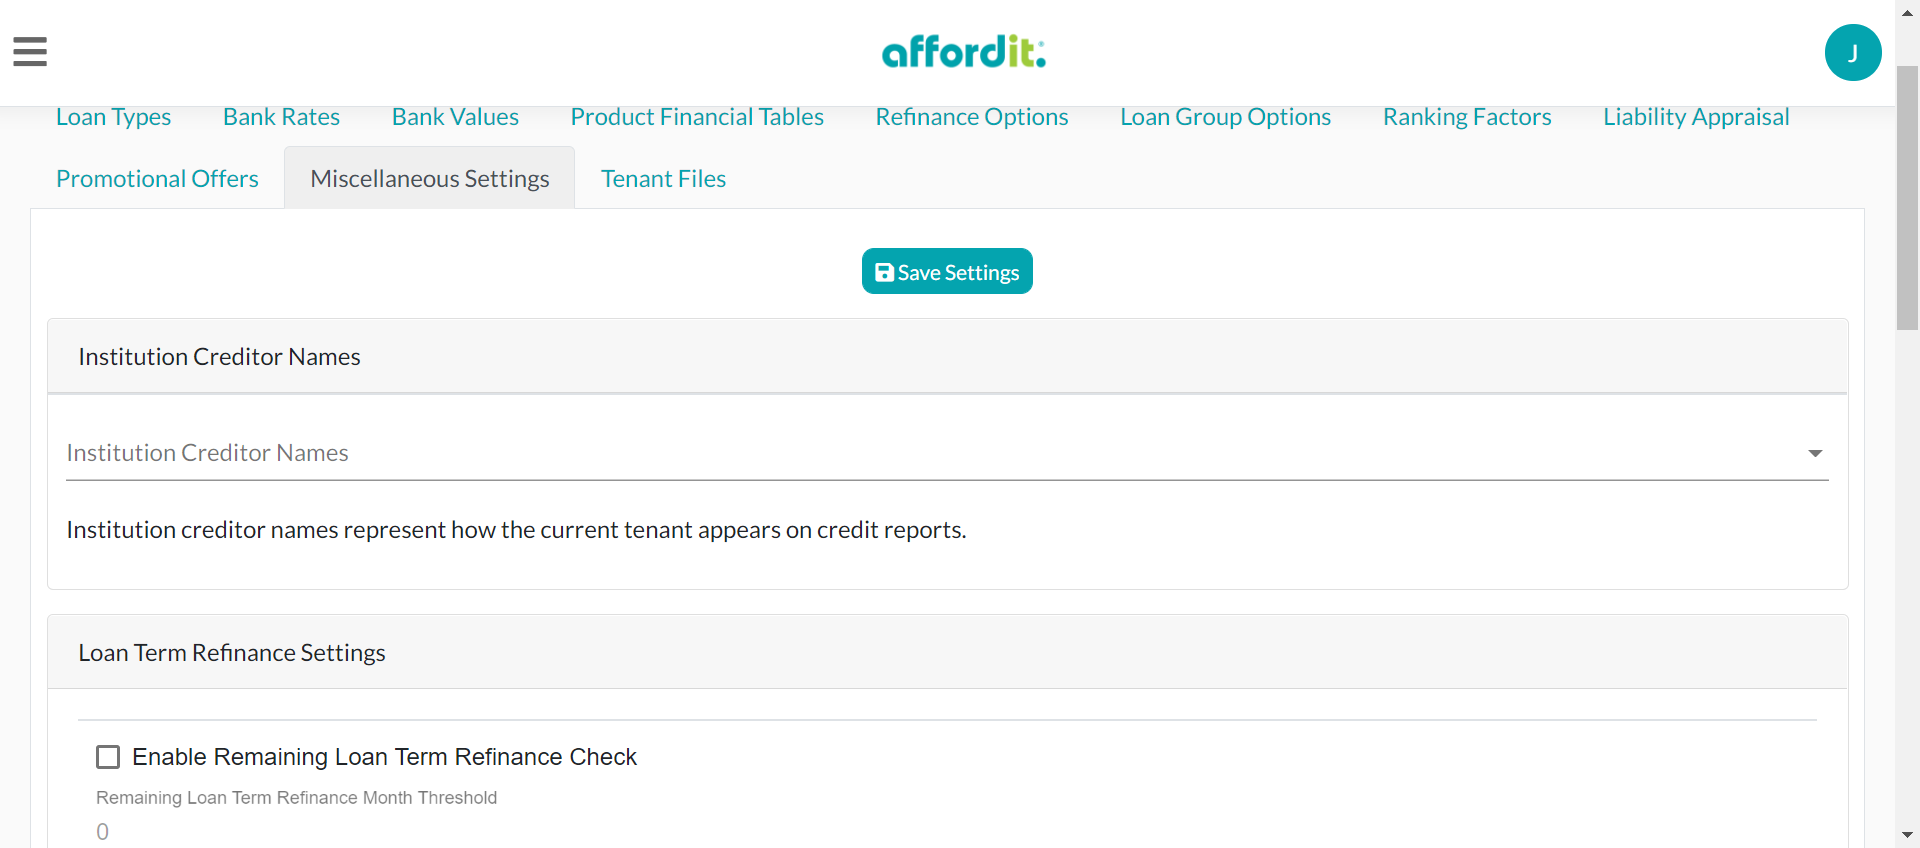 affordit:
J
Loan Types Bank Rates Bank Values Product Financial Tables Refinance Options Loan Group Options Ranking Factors Liability Appraisal
Promotional Offers Miscellaneous Settings Tenant Files
Save Settings
Institution Creditor Names
Institution Creditor Names
Institution creditor names represent how the current tenant appears on credit reports.
Loan Term Refinance Settings
Enable Remaining Loan Term Refinance Check
Remaining Loan Term Refinance Month Threshold
0